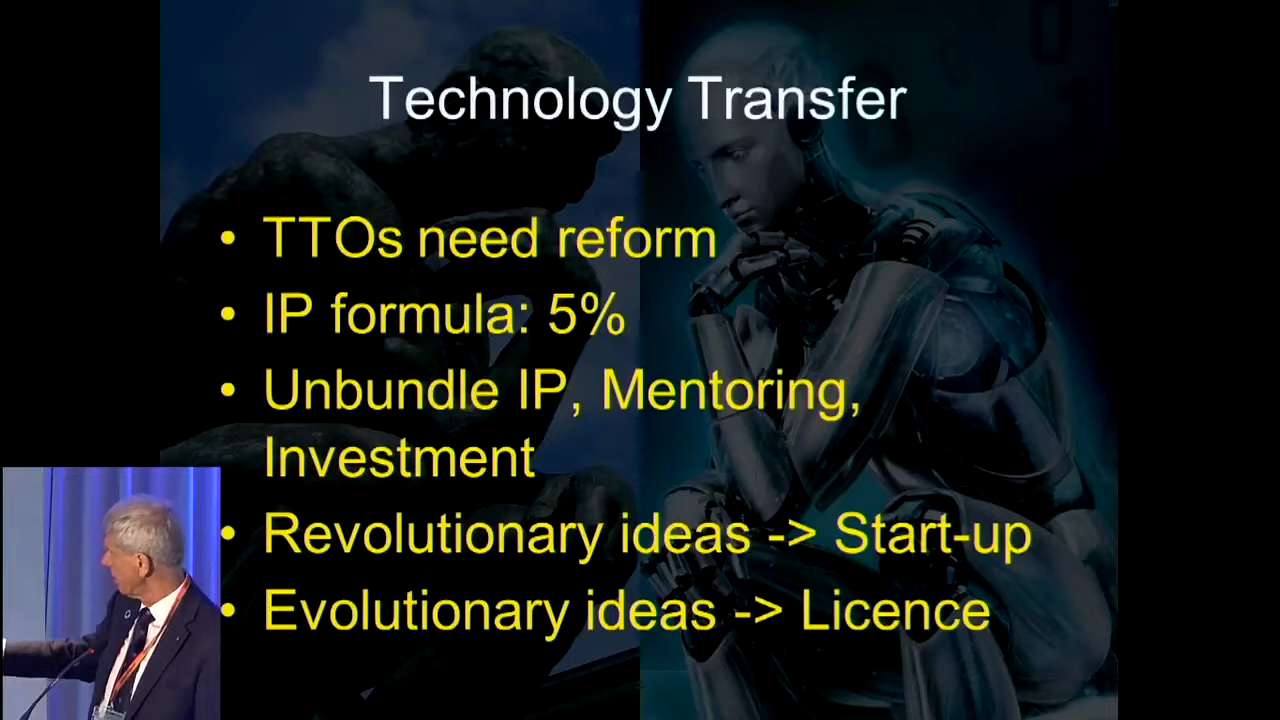 Technology Transfer
• TTOs need reform
• IP formula: 5%
• Unbundle IP, Mentoring,
Investment
• Revolutionary ideas -> Start-up
• Evolutionary ideas -> Licence